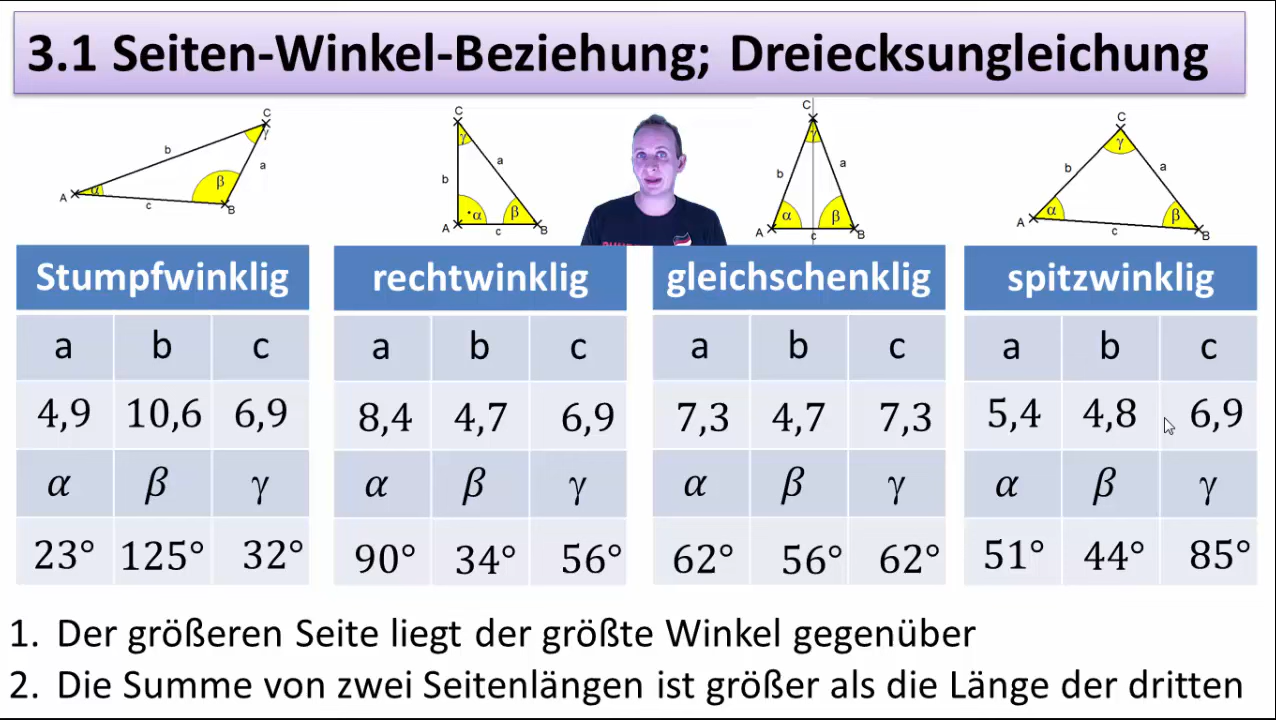 3.1 Seiten-Winkel-Beziehung; Dreiecksungleichung
C
γ
b
a
β
A
α
c
B
C
γ
a
b
α
β
A
c
B
C
γ
b
a
α
β
A
c
B
C
γ
b
a
α
β
A
c
B
Stumpfwinklig rechtwinklig gleichschenklig spitzwinklig
a b c a b c a b c a b c
4,9 10,6 6,9 8,4 4,7 6,9 7,3 4,7 7,3 5,4 4,8 6,9
α β γ α β γ α β γ α β γ
23° 125° 32° 90° 34° 56° 62° 56° 62° 51° 44° 85°
1. Der größeren Seite liegt der größte Winkel gegenüber
2. Die Summe von zwei Seitenlängen ist größer als die Länge der dritten